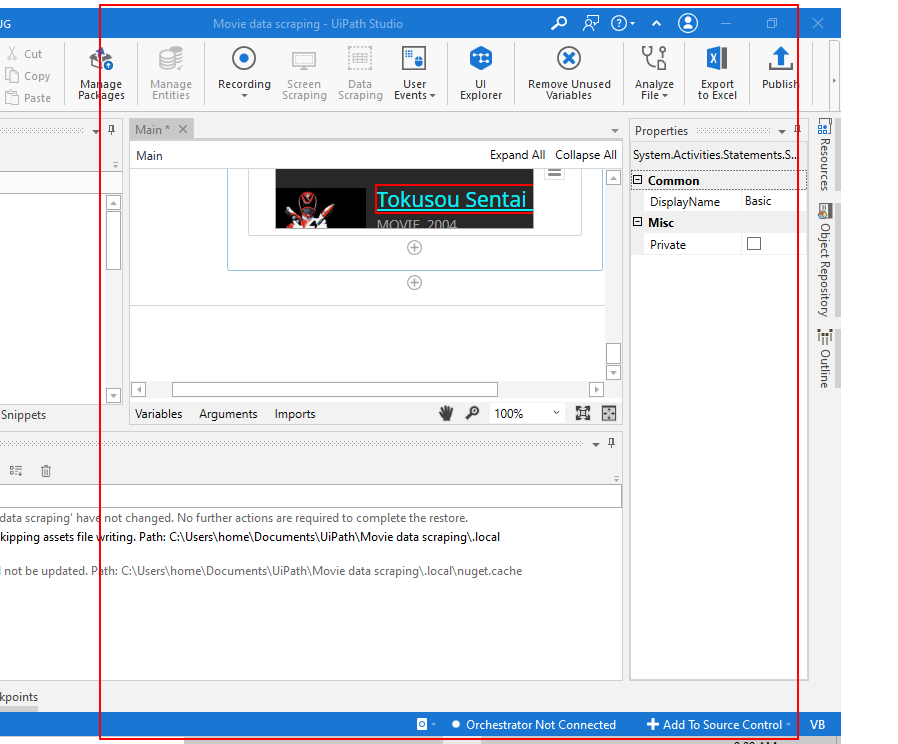 UG
Movie data scraping - UiPath Studio
Cut
Copy
Paste
Manage
Packages
Manage
Entities
Recording
Screen
Scraping
Data
Scraping
User
Events
UI
Explorer
Remove Unused
Variables
Analyze
File
Export
to Excel
Publish
Main *
Main
Expand All
Collapse All
Tokusou Sentai
MOVIE 2004
Properties
System.Activities.Statements.S...
Common
DisplayName
Basic
Misc
Private
Resources
Object Repository
Outline
Snippets
Variables
Arguments
Imports
100%
data scraping' have not changed. No further actions are required to complete the restore.
kipping assets file writing. Path: C:\Users\home\Documents\UiPath\Movie data scraping\.local
not be updated. Path: C:\Users\home\Documents\UiPath\Movie data scraping\.local\nuget.cache
kpoints
Orchestrator Not Connected
Add To Source Control
VB